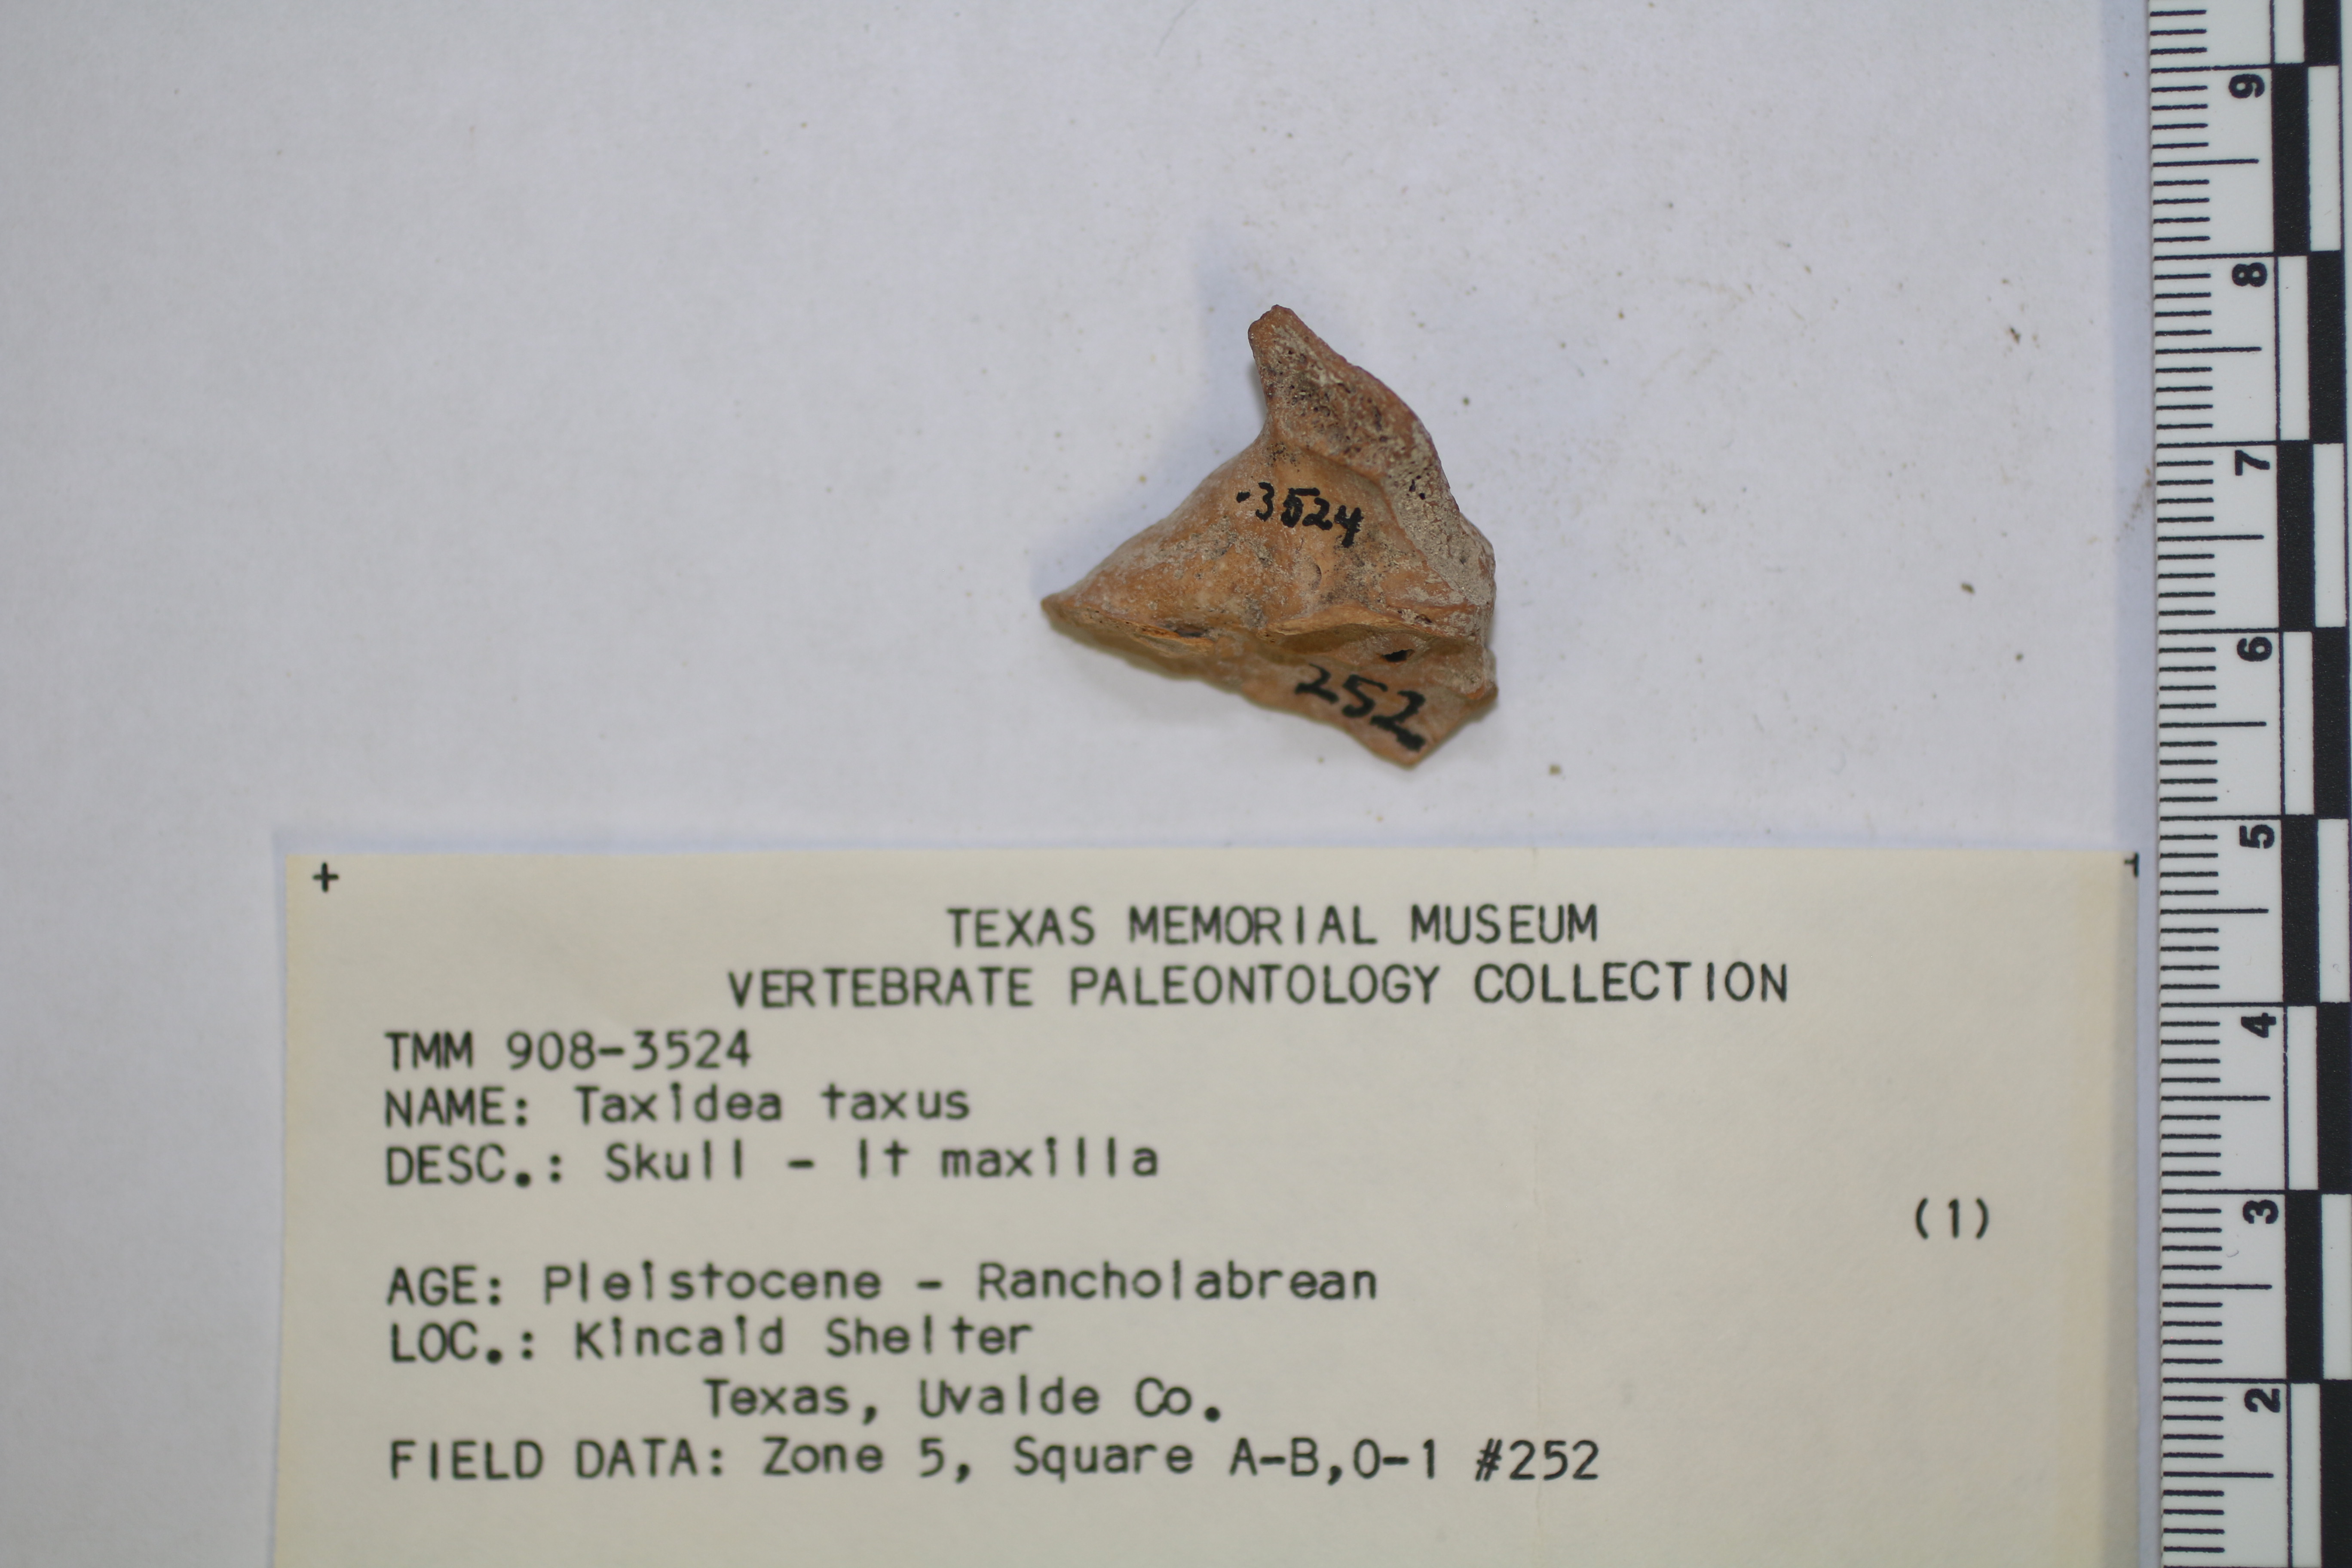 .3524
252
TEXAS MEMORIAL MUSEUM
VERTEBRATE PALEONTOLOGY COLLECTION
TMM 908-3524
NAME: Taxidea taxus
DESC.: Skull - lt maxilla
(1)
AGE: Pleistocene - Rancholabrean
LOC.: Kincaid Shelter
Texas, Uvalde Co.
FIELD DATA: Zone 5, Square A-B,0-1 #252
9
8
7
6
5
4
3
2